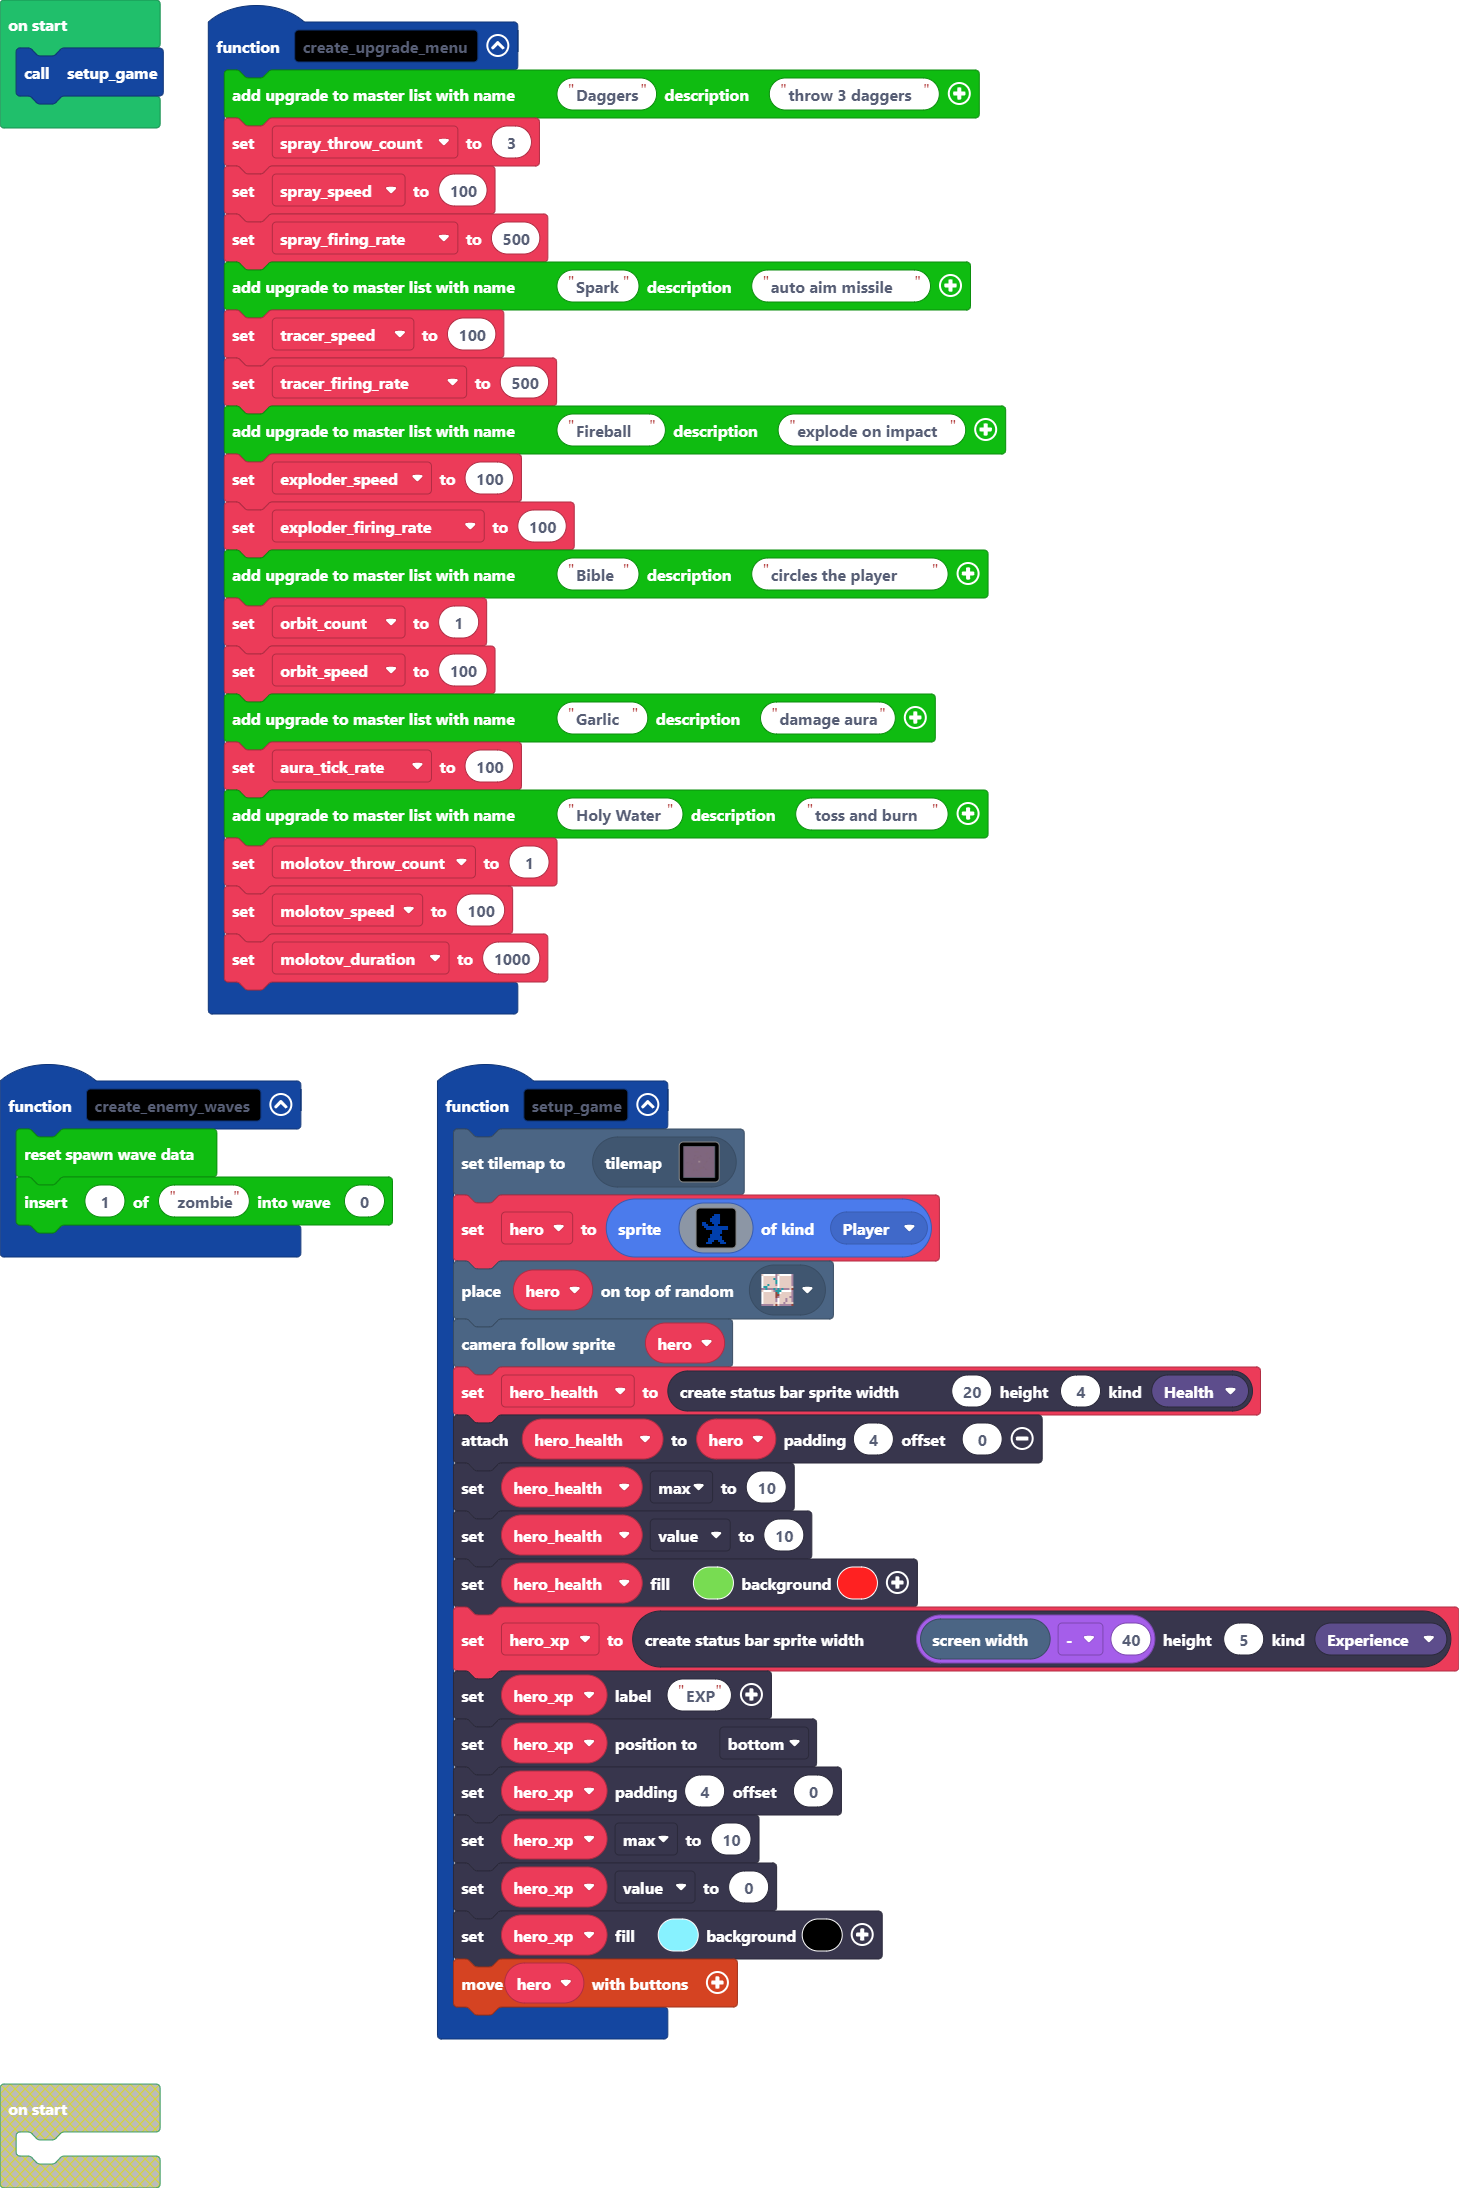 on start
call setup_game
function create_upgrade_menu
add upgrade to master list with name "Daggers" description "throw 3 daggers"
set spray_throw_count to 3
set spray_speed to 100
set spray_firing_rate to 500
add upgrade to master list with name "Spark" description "auto aim missile"
set tracer_speed to 100
set tracer_firing_rate to 500
add upgrade to master list with name "Fireball" description "explode on impact"
set exploder_speed to 100
set exploder_firing_rate to 100
add upgrade to master list with name "Bible" description "circles the player"
set orbit_count to 1
set orbit_speed to 100
add upgrade to master list with name "Garlic" description "damage aura"
set aura_tick_rate to 100
add upgrade to master list with name "Holy Water" description "toss and burn"
set molotov_throw_count to 1
set molotov_speed to 100
set molotov_duration to 1000
function create_enemy_waves
reset spawn wave data
insert 1 of "zombie" into wave 0
function setup_game
set tilemap to tilemap
set hero to sprite of kind Player
place hero on top of random
camera follow sprite hero
set hero_health to create status bar sprite width 20 height 4 kind Health
attach hero_health to hero padding 4 offset 0
set hero_health max to 10
set hero_health value to 10
set hero_health fill background
set hero_xp to create status bar sprite width screen width - 40 height 5 kind Experience
set hero_xp label "EXP"
set hero_xp position to bottom
set hero_xp padding 4 offset 0
set hero_xp max to 10
set hero_xp value to 0
set hero_xp fill background
move hero with buttons
on start